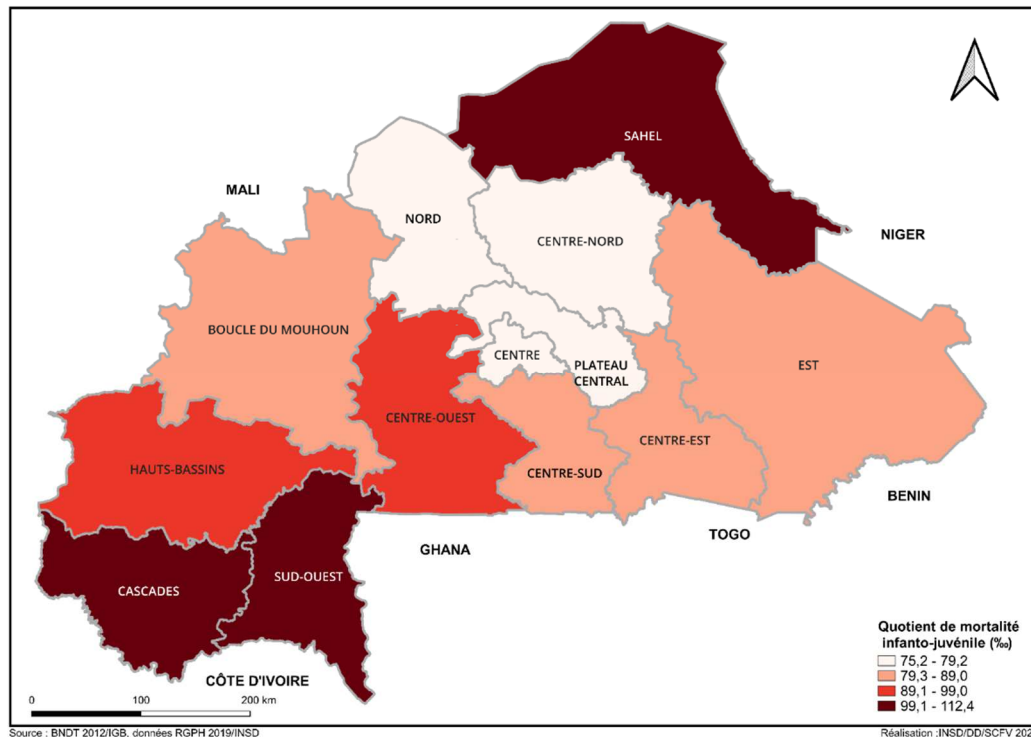 SAHEL
MALI
NORD
NIGER
CENTRE-NORD
BOUCLE DU MOUHOUN
CENTRE
PLATEAU
CENTRAL
EST
CENTRE-OUEST
CENTRE-EST
HAUTS-BASSINS
CENTRE-SUD
BENIN
TOGO
GHANA
SUD-OUEST
CASCADES
CÔTE D'IVOIRE
Quotient de mortalité
infanto-juvénile (‰)
75,2 - 79,2
79,3 - 89,0
89,1 - 99,0
99,1 - 112,4
0 100 200 km
Source : BNDT 2012/IGB, données RGPH 2019/INSD
Réalisation :INSD/DD/SCFV